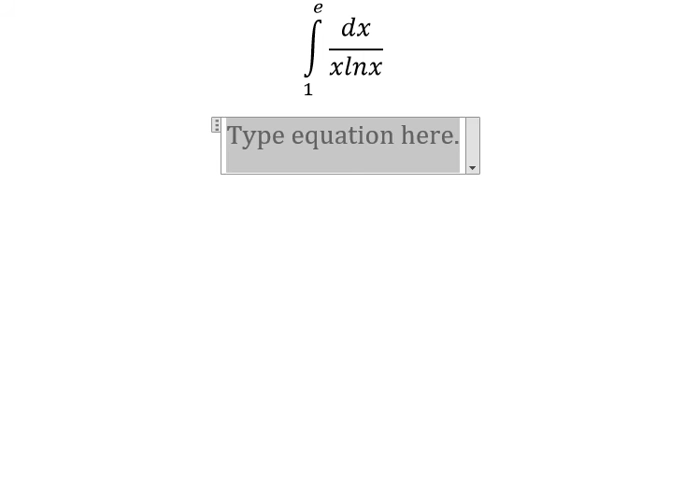 e
∫ dx / xlnx
1
Type equation here.